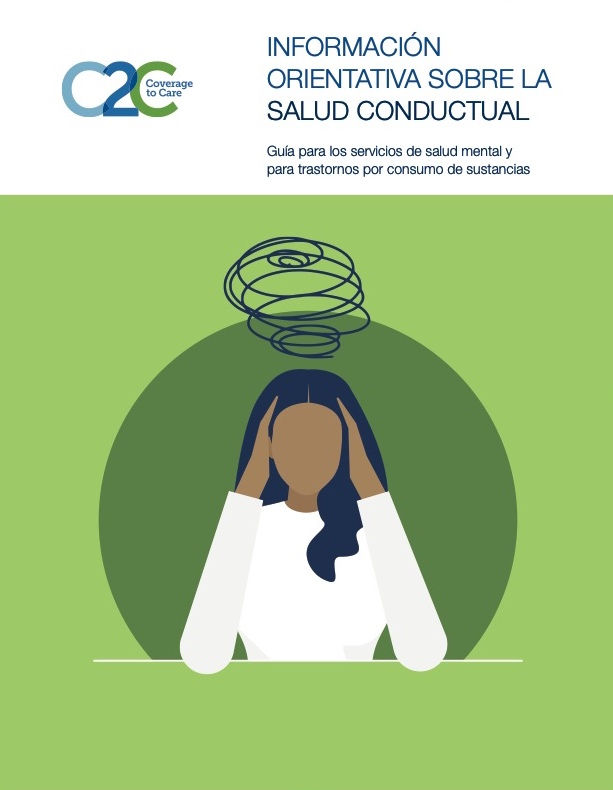 C2C
Coverage
to Care
INFORMACIÓN
ORIENTATIVA SOBRE LA
SALUD CONDUCTUAL
Guía para los servicios de salud mental y
para trastornos por consumo de sustancias